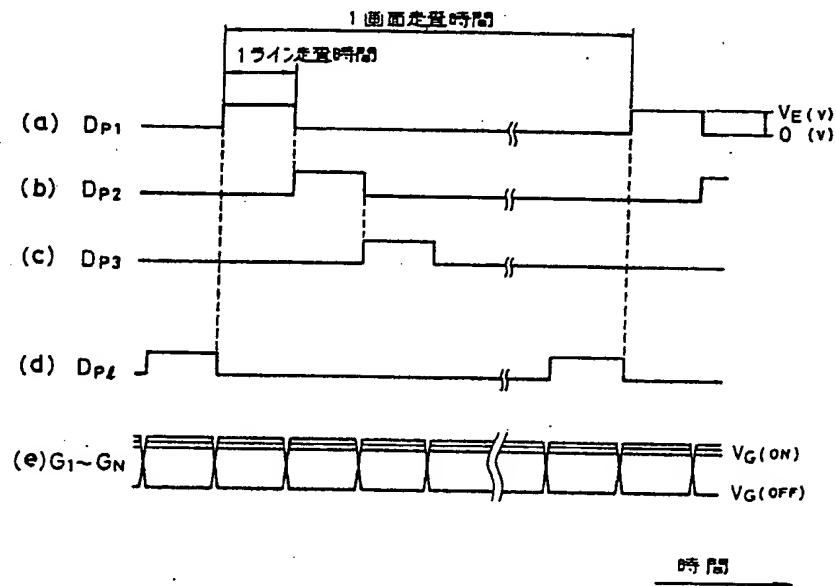 1画面走査時間
1ライン走査時間
(a) DP1
VE(V)
0 (V)
(b) DP2
(c) DP3
(d) DPℓ
(e) G1~GN
VG(ON)
VG(OFF)
時間